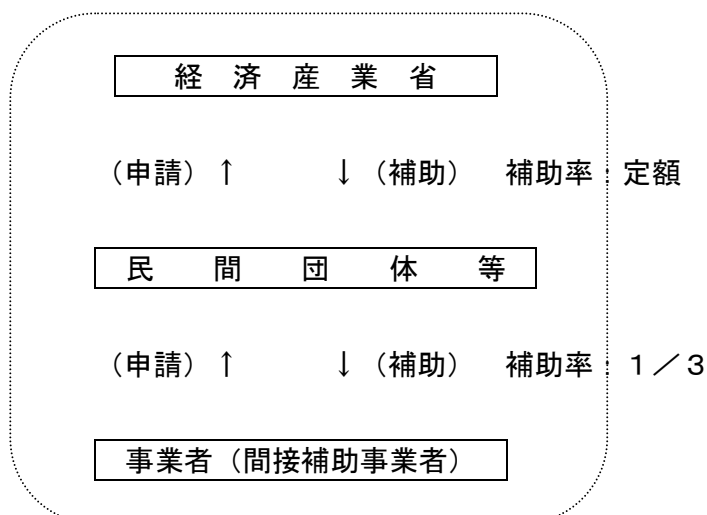 経 済 産 業 省
（申請）↑ ↓（補助） 補助率：定額
民 間 団 体 等
（申請）↑ ↓（補助） 補助率：１／３
事業者（間接補助事業者）